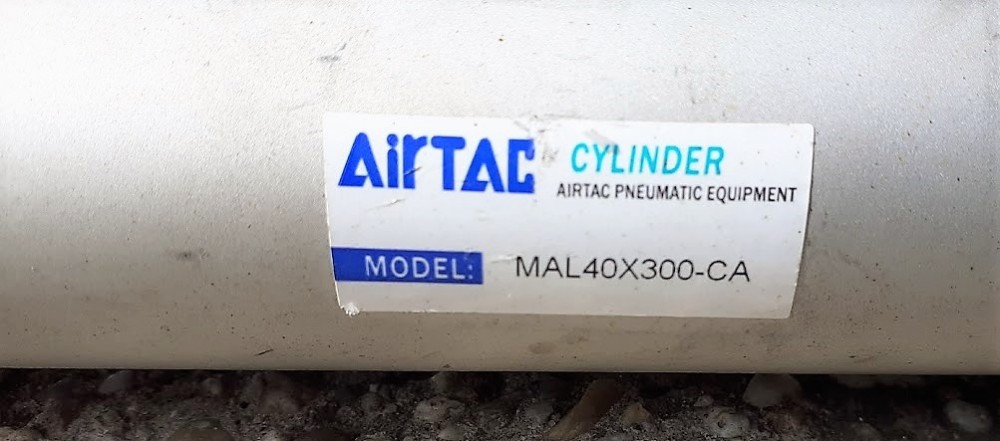 AirTAC CYLINDER
AIRTAC PNEUMATIC EQUIPMENT
MODEL: MAL40X300-CA